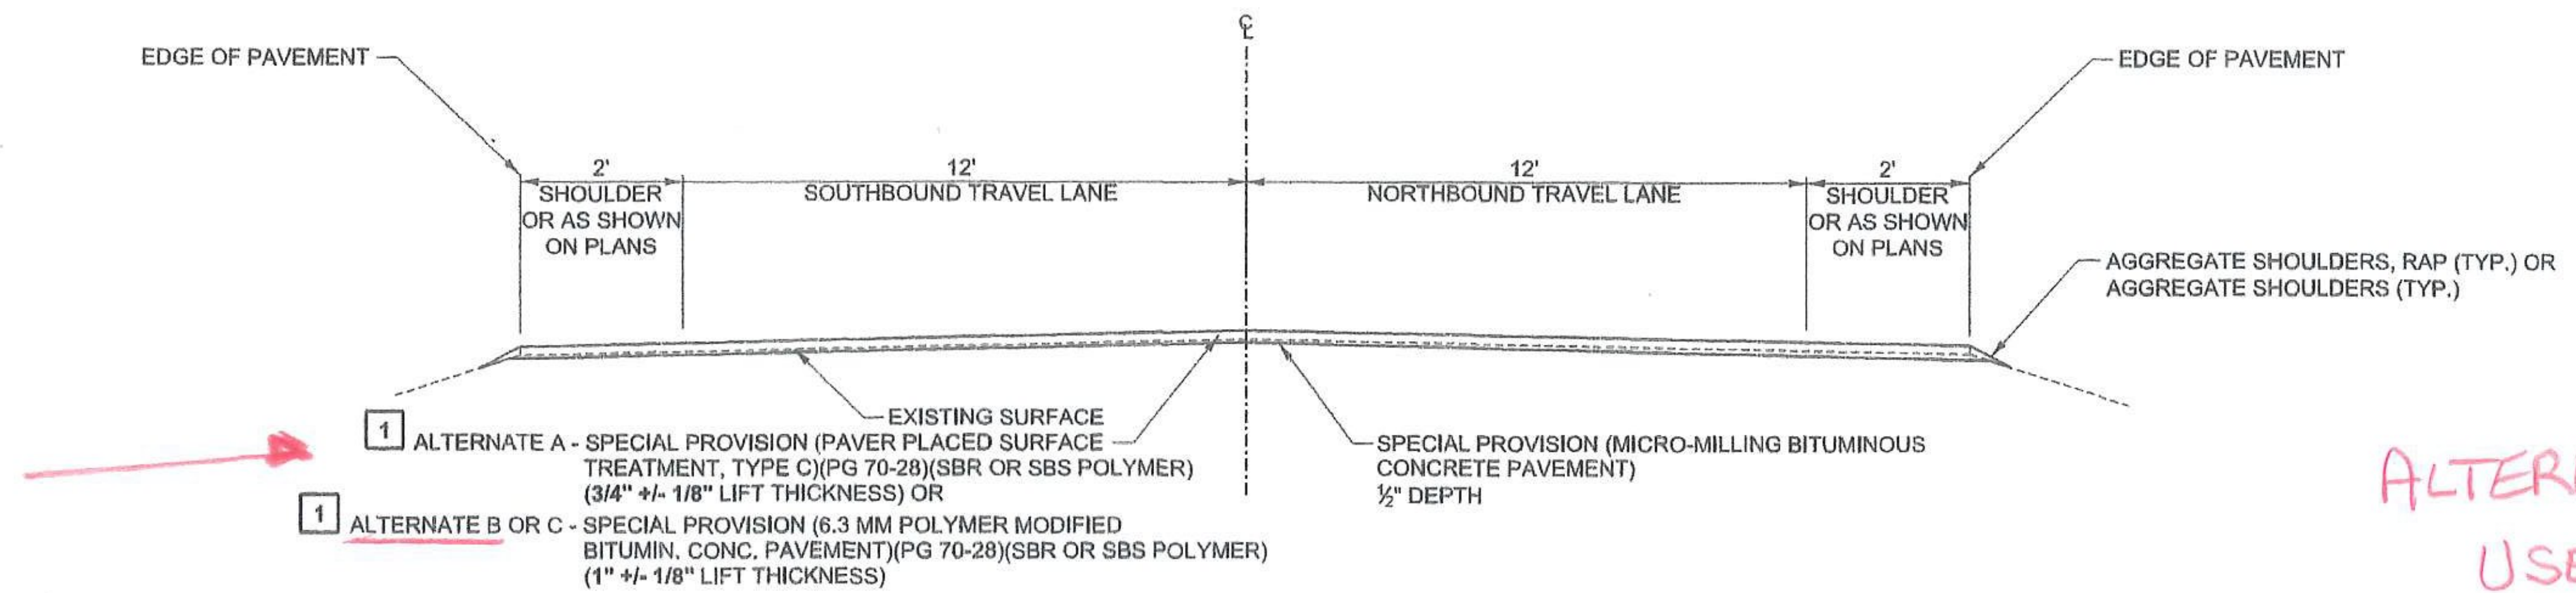 ℄
EDGE OF PAVEMENT
EDGE OF PAVEMENT
2'
12'
12'
2'
SHOULDER
OR AS SHOWN
ON PLANS
SOUTHBOUND TRAVEL LANE
NORTHBOUND TRAVEL LANE
SHOULDER
OR AS SHOWN
ON PLANS
AGGREGATE SHOULDERS, RAP (TYP.) OR
AGGREGATE SHOULDERS (TYP.)
EXISTING SURFACE
1
ALTERNATE A - SPECIAL PROVISION (PAVER PLACED SURFACE
TREATMENT, TYPE C)(PG 70-28)(SBR OR SBS POLYMER)
(3/4" +/- 1/8" LIFT THICKNESS) OR
1
ALTERNATE B OR C - SPECIAL PROVISION (6.3 MM POLYMER MODIFIED
BITUMIN. CONC. PAVEMENT)(PG 70-28)(SBR OR SBS POLYMER)
(1" +/- 1/8" LIFT THICKNESS)
SPECIAL PROVISION (MICRO-MILLING BITUMINOUS
CONCRETE PAVEMENT)
½" DEPTH